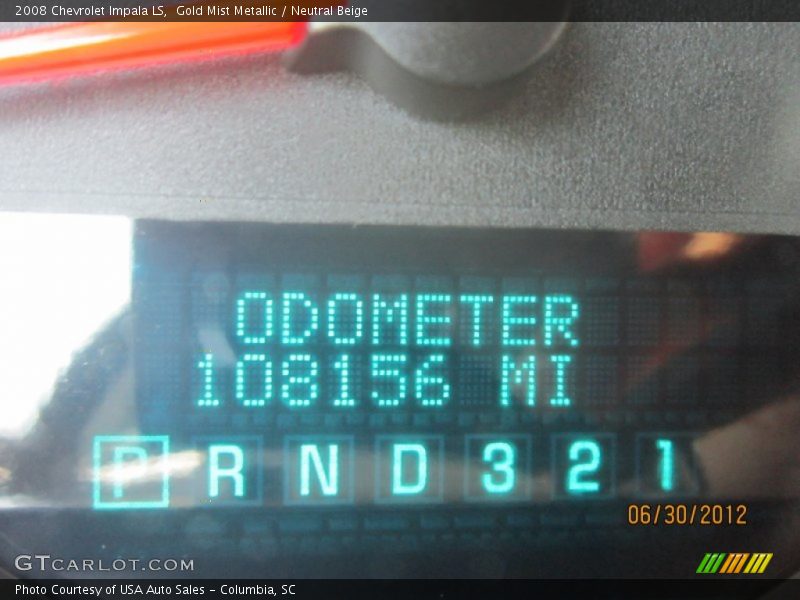 2008 Chevrolet Impala LS,  Gold Mist Metallic / Neutral Beige
ODOMETER
108156 MI
P R N D 3 2 1
06/30/2012
GTCARLOT.COM
Photo Courtesy of USA Auto Sales - Columbia, SC